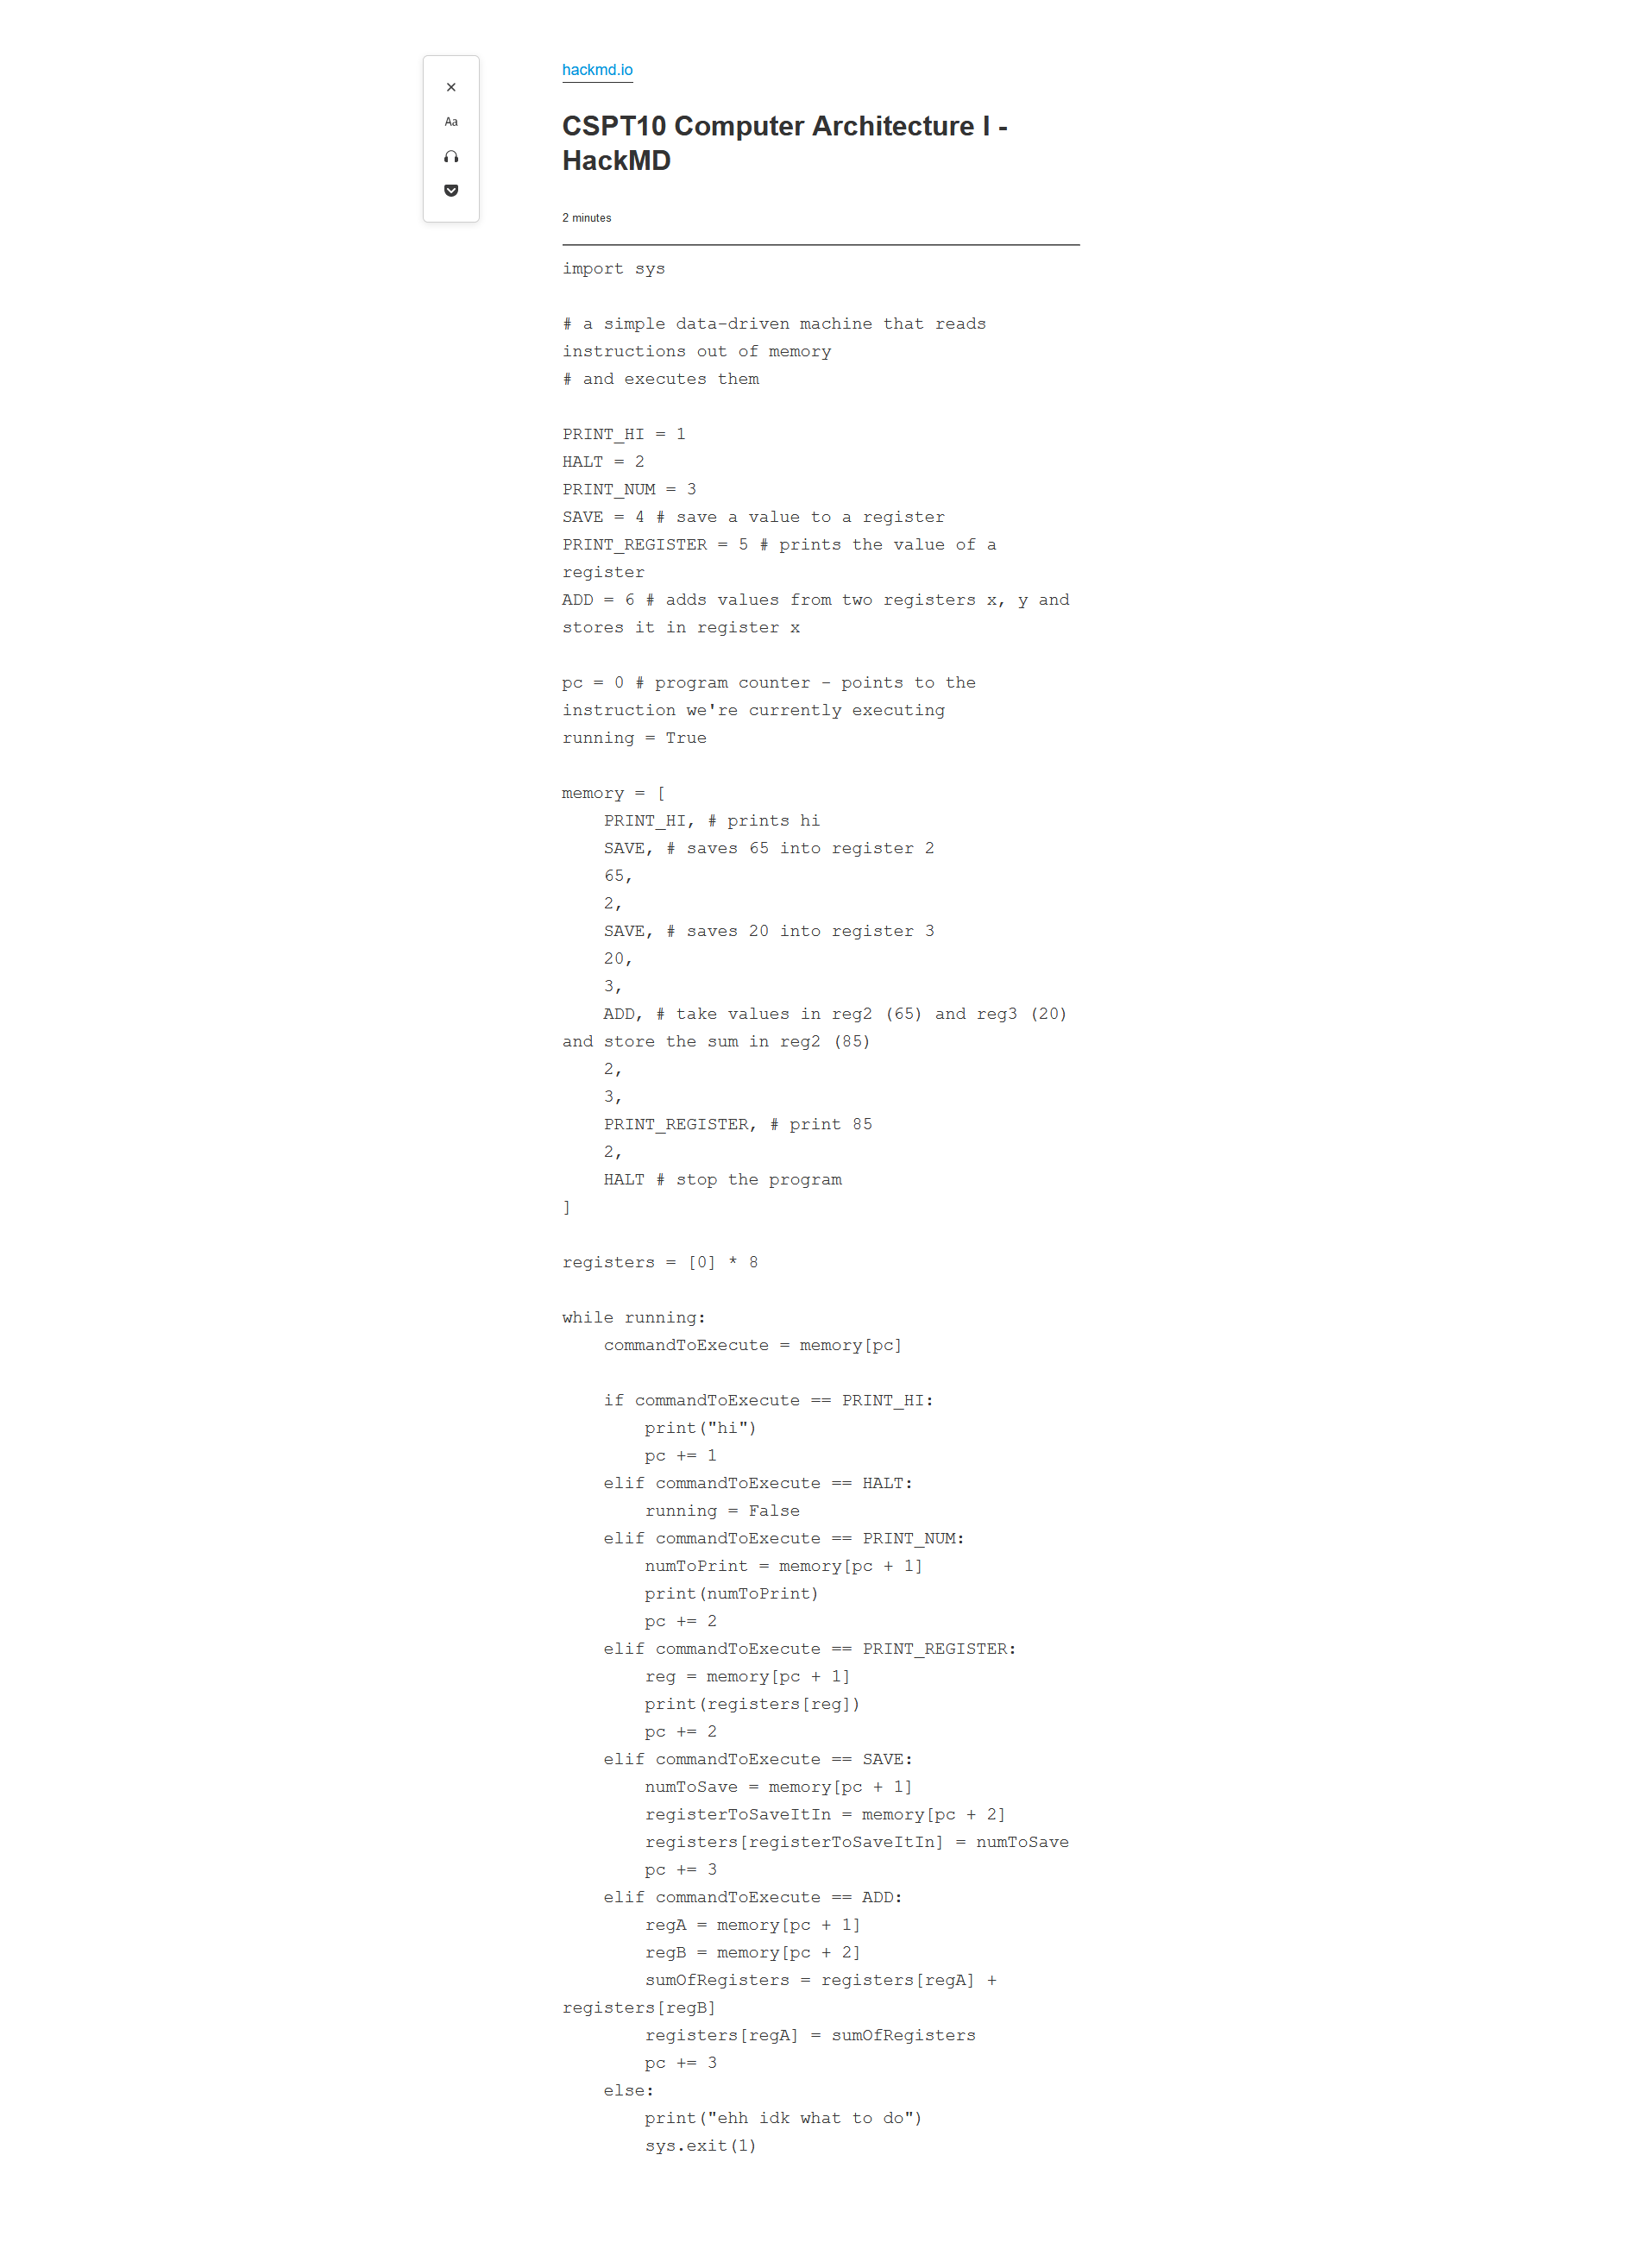 hackmd.io
CSPT10 Computer Architecture I -
HackMD
Aa
2 minutes
import sys
# a simple data-driven machine that reads
instructions out of memory
# and executes them
PRINT_HI = 1
HALT = 2
PRINT_NUM = 3
SAVE = 4 # save a value to a register
PRINT_REGISTER = 5 # prints the value of a
register
ADD = 6 # adds values from two registers x, y and
stores it in register x
pc = 0 # program counter - points to the
instruction we're currently executing
running = True
memory = [
    PRINT_HI, # prints hi
    SAVE, # saves 65 into register 2
    65,
    2,
    SAVE, # saves 20 into register 3
    20,
    3,
    ADD, # take values in reg2 (65) and reg3 (20)
and store the sum in reg2 (85)
    2,
    3,
    PRINT_REGISTER, # print 85
    2,
    HALT # stop the program
]
registers = [0] * 8
while running:
    commandToExecute = memory[pc]
    if commandToExecute == PRINT_HI:
        print("hi")
        pc += 1
    elif commandToExecute == HALT:
        running = False
    elif commandToExecute == PRINT_NUM:
        numToPrint = memory[pc + 1]
        print(numToPrint)
        pc += 2
    elif commandToExecute == PRINT_REGISTER:
        reg = memory[pc + 1]
        print(registers[reg])
        pc += 2
    elif commandToExecute == SAVE:
        numToSave = memory[pc + 1]
        registerToSaveItIn = memory[pc + 2]
        registers[registerToSaveItIn] = numToSave
        pc += 3
    elif commandToExecute == ADD:
        regA = memory[pc + 1]
        regB = memory[pc + 2]
        sumOfRegisters = registers[regA] +
registers[regB]
        registers[regA] = sumOfRegisters
        pc += 3
    else:
        print("ehh idk what to do")
        sys.exit(1)